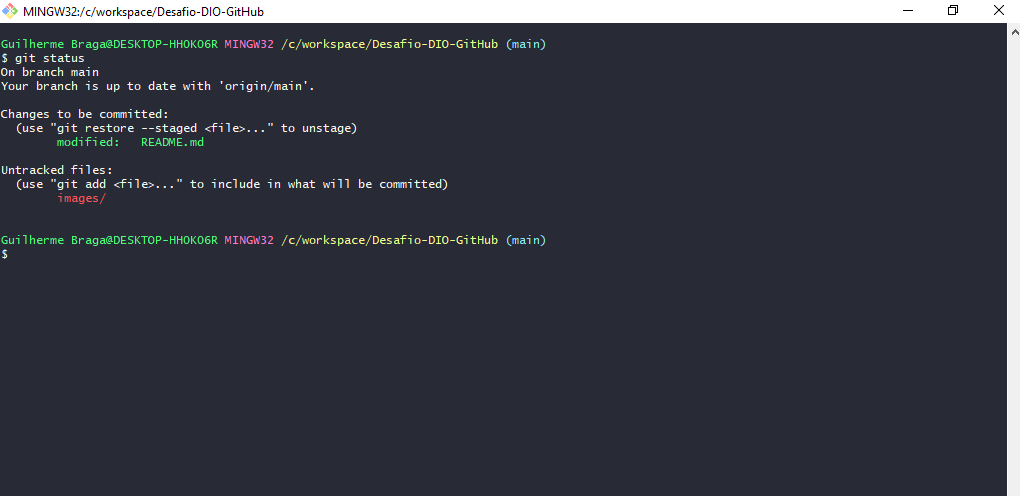 MINGW32:/c/workspace/Desafio-DIO-GitHub
Guilherme Braga@DESKTOP-HHOKO6R MINGW32 /c/workspace/Desafio-DIO-GitHub (main)
$ git status
On branch main
Your branch is up to date with 'origin/main'.
Changes to be committed:
  (use "git restore --staged <file>..." to unstage)
        modified:   README.md
Untracked files:
  (use "git add <file>..." to include in what will be committed)
        images/
Guilherme Braga@DESKTOP-HHOKO6R MINGW32 /c/workspace/Desafio-DIO-GitHub (main)
$